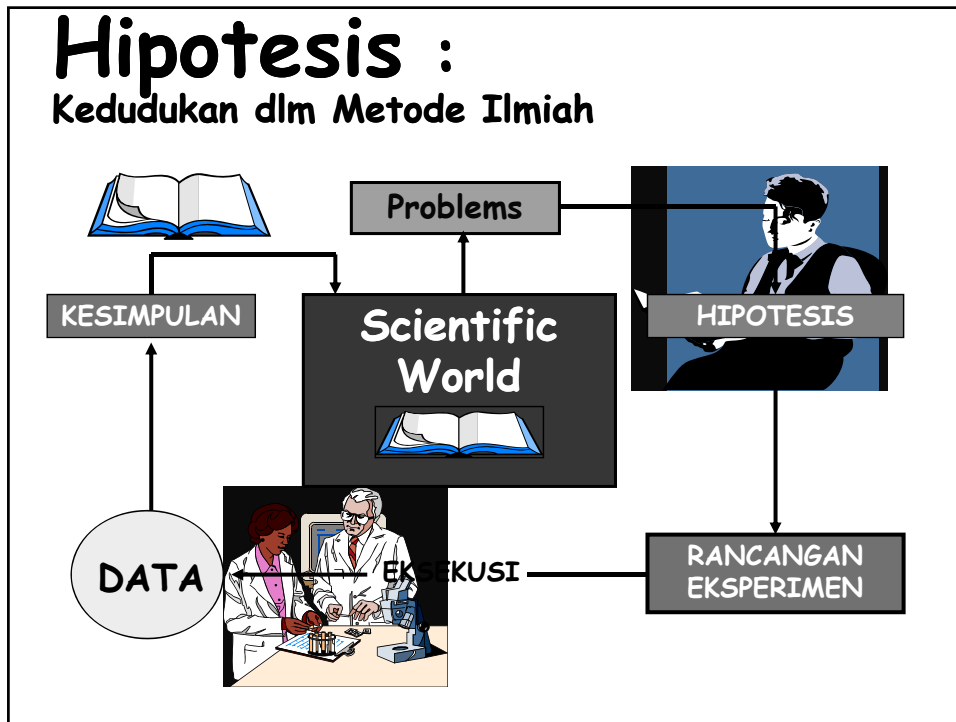 Hipotesis :
Kedudukan dlm Metode Ilmiah
Problems
KESIMPULAN
Scientific
World
HIPOTESIS
DATA
EKSEKUSI
RANCANGAN
EKSPERIMEN